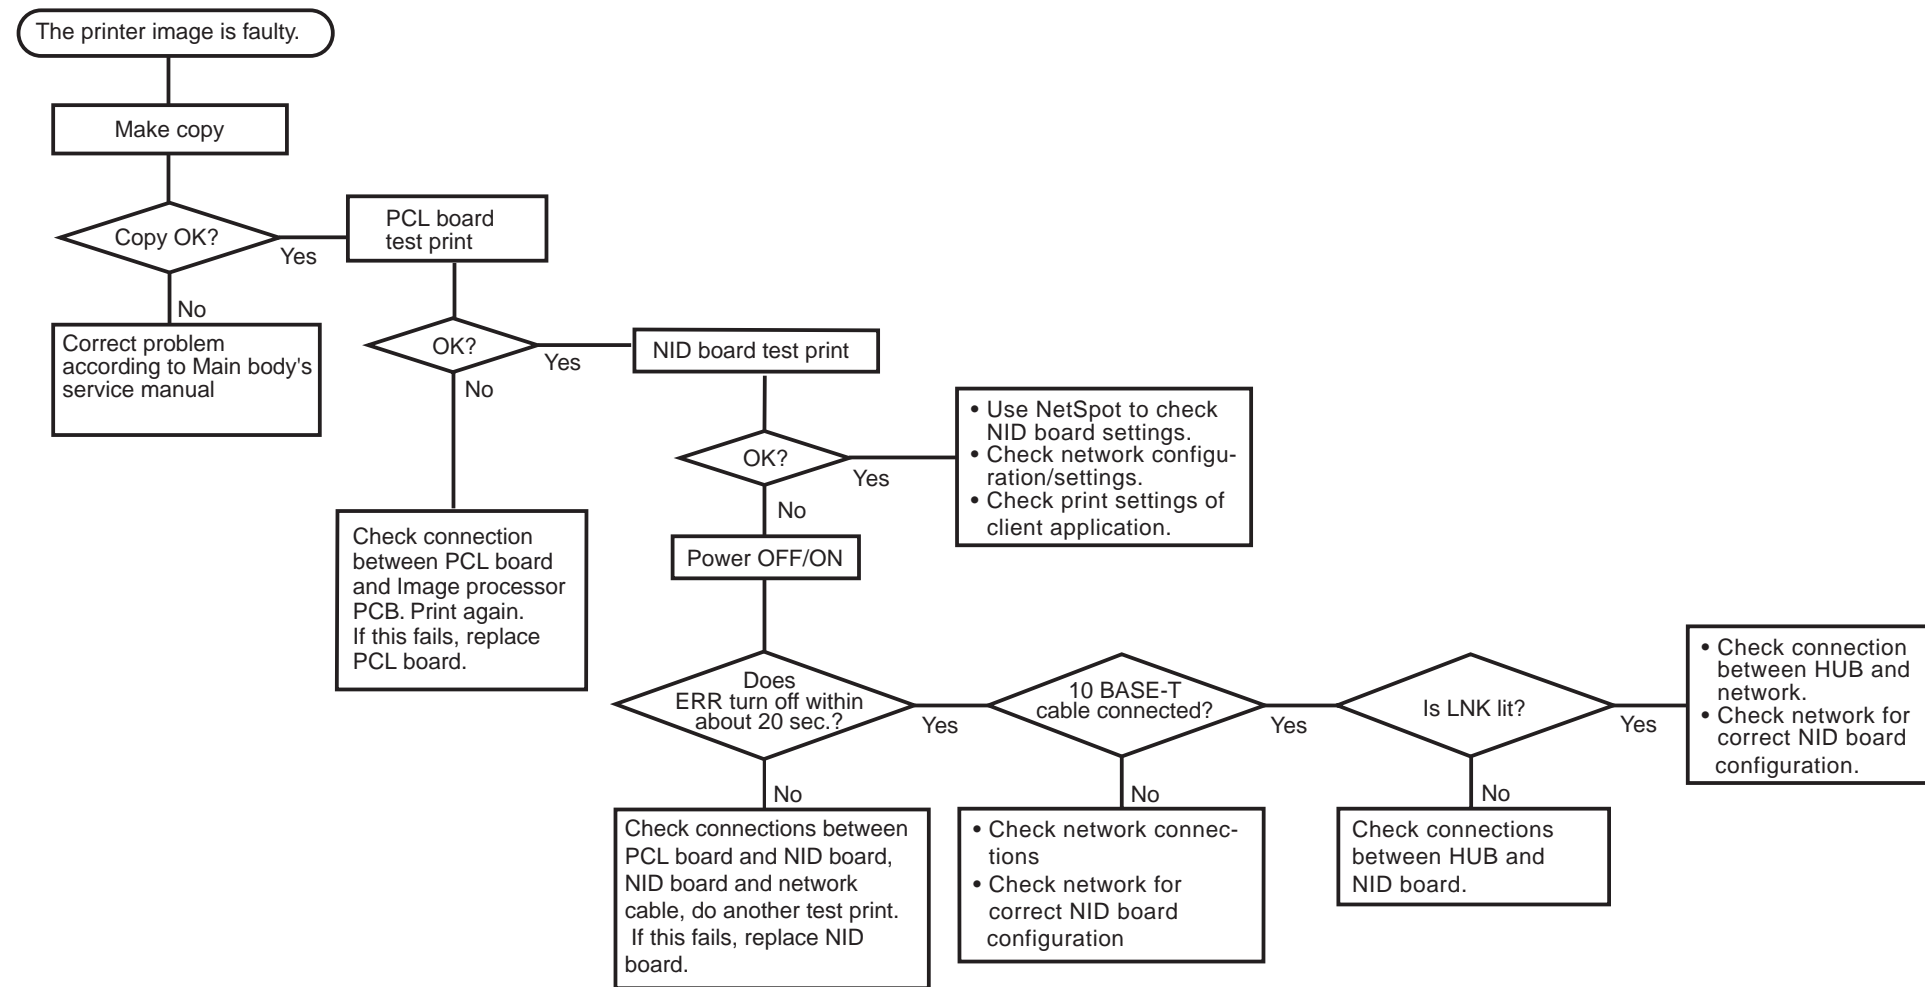 The printer image is faulty.
Make copy
Copy OK?
Yes
No
Correct problem
according to Main body's
service manual
PCL board
test print
OK?
Yes
No
Check connection
between PCL board
and Image processor
PCB. Print again.
If this fails, replace
PCL board.
NID board test print
OK?
Yes
No
• Use NetSpot to check
NID board settings.
• Check network configu-
ration/settings.
• Check print settings of
client application.
Power OFF/ON
Does
ERR turn off within
about 20 sec.?
Yes
No
Check connections between
PCL board and NID board,
NID board and network
cable, do another test print.
If this fails, replace NID
board.
10 BASE-T
cable connected?
Yes
No
• Check network connec-
tions
• Check network for
correct NID board
configuration
Is LNK lit?
Yes
No
Check connections
between HUB and
NID board.
• Check connection
between HUB and
network.
• Check network for
correct NID board
configuration.